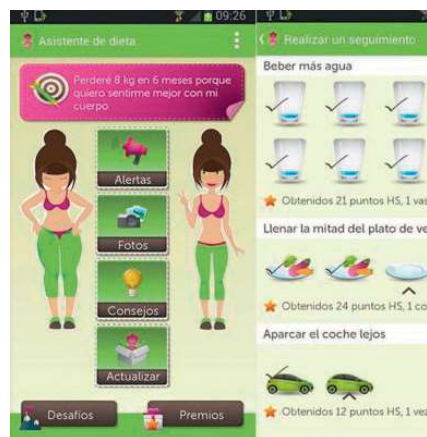 09:26
Asistente de dieta
Perderé 8 kg en 6 meses porque
quiero sentirme mejor con mi
cuerpo
Alertas
Fotos
Consejos
Actualizar
Desafíos
Premios
Realizar un seguimiento
Beber más agua
Obtenidos 21 puntos HS, 1 vas
Llenar la mitad del plato de ve
Obtenidos 24 puntos HS, 1 co
Aparcar el coche lejos
Obtenidos 12 puntos HS, 1 vez